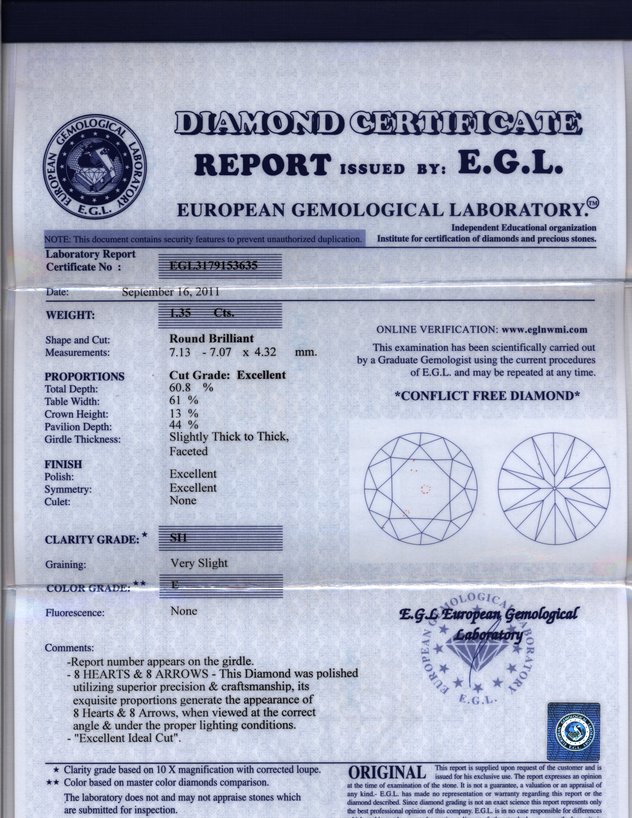 EUROPEAN GEMOLOGICAL LABORATORY
E.G.L.
DIAMOND CERTIFICATE
REPORT ISSUED BY: E.G.L.
EUROPEAN GEMOLOGICAL LABORATORY.™
Independent Educational organization
NOTE: This document contains security features to prevent unauthorized duplication.
Institute for certification of diamonds and precious stones.
Laboratory Report
Certificate No : EGL3179153635
Date: September 16, 2011
WEIGHT: 1.35 Cts.
Shape and Cut: Round Brilliant
Measurements: 7.13 - 7.07 x 4.32 mm.
PROPORTIONS Cut Grade: Excellent
Total Depth: 60.8 %
Table Width: 61 %
Crown Height: 13 %
Pavilion Depth: 44 %
Girdle Thickness: Slightly Thick to Thick,
Faceted
FINISH
Polish: Excellent
Symmetry: Excellent
Culet: None
CLARITY GRADE: * SI1
Graining: Very Slight
COLOR GRADE: ** E
Fluorescence: None
ONLINE VERIFICATION: www.eglnwmi.com
This examination has been scientifically carried out
by a Graduate Gemologist using the current procedures
of E.G.L. and may be repeated at any time.
*CONFLICT FREE DIAMOND*
E.G.L European Gemological
Laboratory
EUROPEAN GEMOLOGICAL LABORATORY
E.G.L.
Comments:
-Report number appears on the girdle.
- 8 HEARTS & 8 ARROWS - This Diamond was polished
utilizing superior precision & craftsmanship, its
exquisite proportions generate the appearance of
8 Hearts & 8 Arrows, when viewed at the correct
angle & under the proper lighting conditions.
- "Excellent Ideal Cut".
* Clarity grade based on 10 X magnification with corrected loupe.
** Color based on master color diamonds comparison.
The laboratory does not and may not appraise stones which
are submitted for inspection.
ORIGINAL This report is supplied upon request of the customer and is
issued for his exclusive use. The report expresses an opinion
at the time of examination of the stone. It is not a guarantee, a valuation or an appraisal of
any kind.- E.G.L. has made no representation or warranty regarding this report or the
diamond described. Since diamond grading is not an exact science this report represents only
the best professional opinion of this company. E.G.L. is in no case responsible for differences